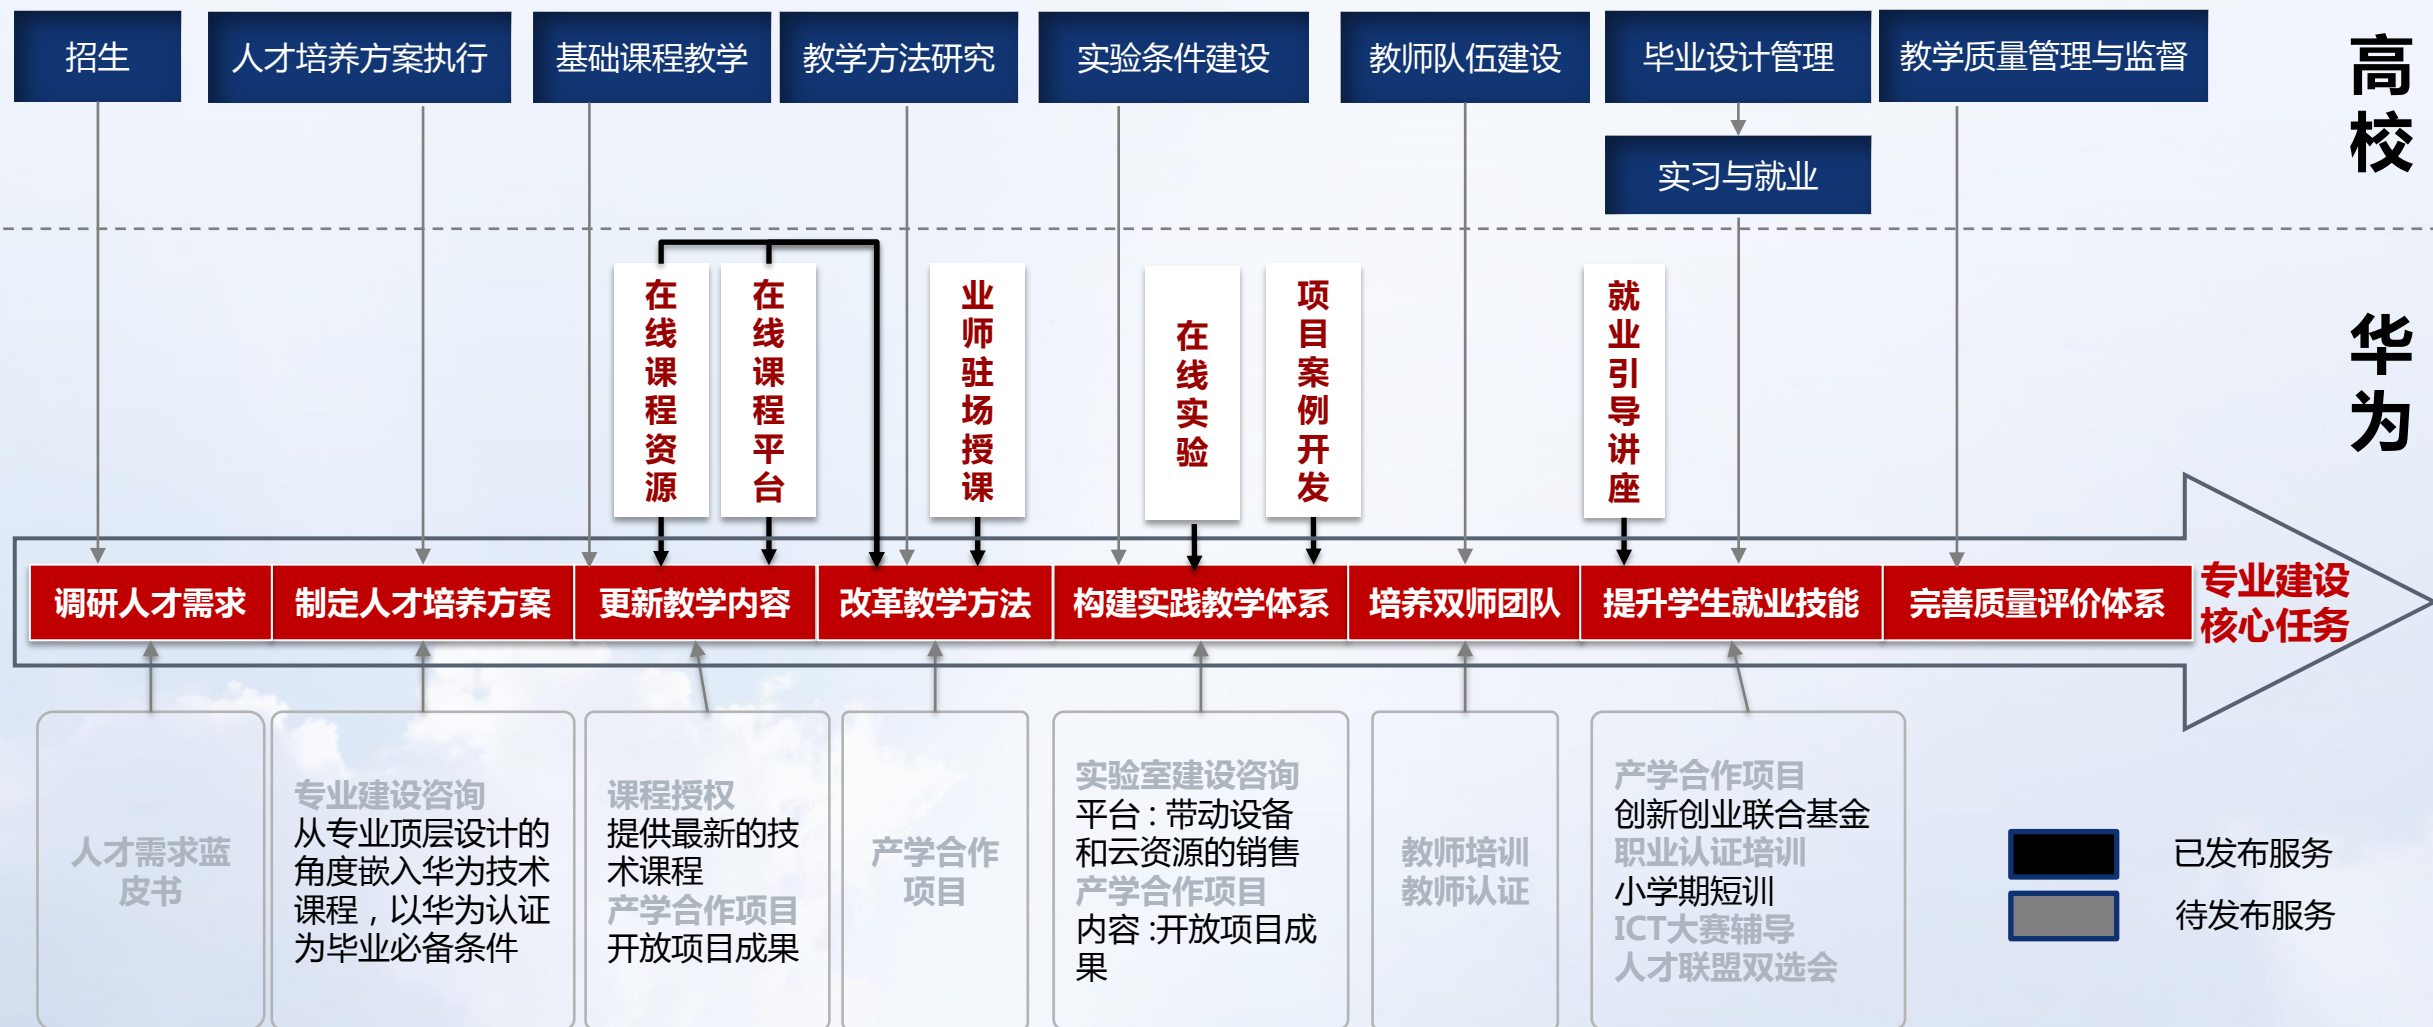 招生
人才培养方案执行
基础课程教学
教学方法研究
实验条件建设
教师队伍建设
毕业设计管理
教学质量管理与监督
实习与就业
高校
在线课程资源
在线课程平台
业师驻场授课
在线实验
项目案例开发
就业引导讲座
华为
调研人才需求
制定人才培养方案
更新教学内容
改革教学方法
构建实践教学体系
培养双师团队
提升学生就业技能
完善质量评价体系
专业建设
核心任务
人才需求蓝
皮书
专业建设咨询
从专业顶层设计的
角度嵌入华为技术
课程，以华为认证
为毕业必备条件
课程授权
提供最新的技
术课程
产学合作项目
开放项目成果
产学合作
项目
实验室建设咨询
平台：带动设备
和云资源的销售
产学合作项目
内容：开放项目成
果
教师培训
教师认证
产学合作项目
创新创业联合基金
职业认证培训
小学期短训
ICT大赛辅导
人才联盟双选会
已发布服务
待发布服务